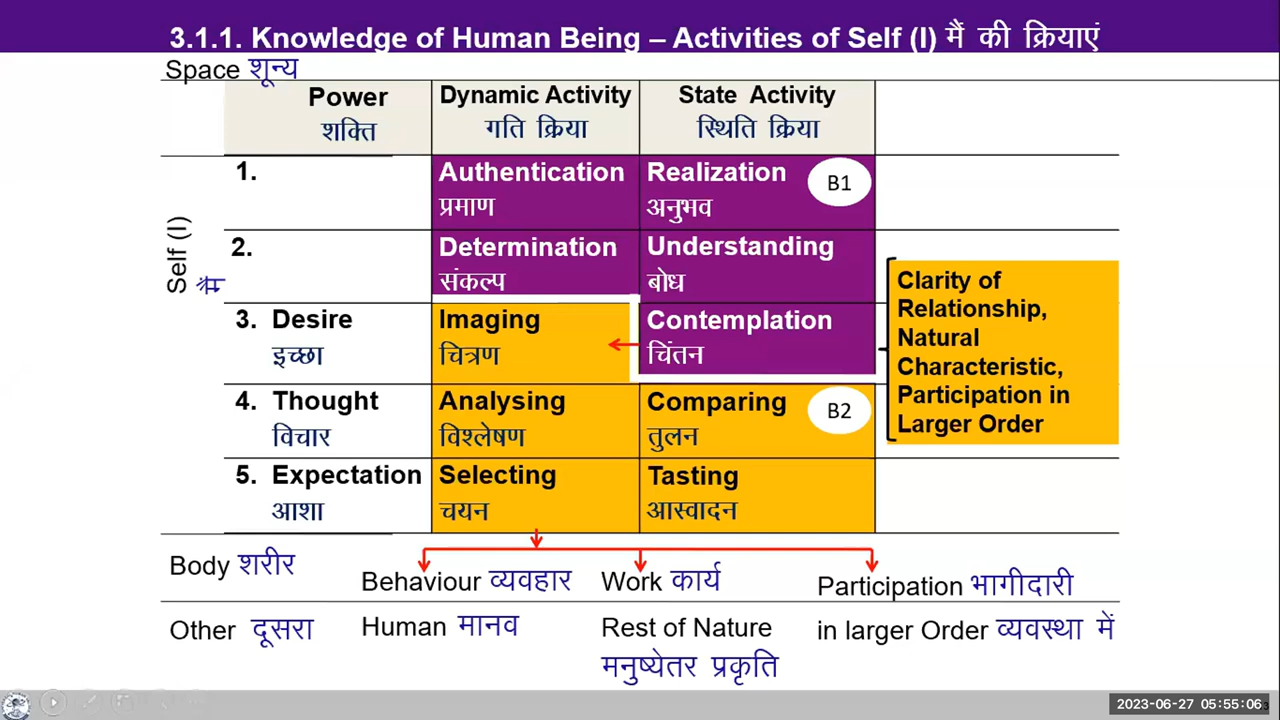 3.1.1. Knowledge of Human Being – Activities of Self (I) मैं की क्रियाएं
Space शून्य
Power
शक्ति
Dynamic Activity
गति क्रिया
State Activity
स्थिति क्रिया
Self (I)
मैं
1.
Authentication
प्रमाण
Realization
अनुभव
B1
2.
Determination
संकल्प
Understanding
बोध
3. Desire
इच्छा
Imaging
चित्रण
Contemplation
चिंतन
Clarity of
Relationship,
Natural
Characteristic,
Participation in
Larger Order
4. Thought
विचार
Analysing
विश्लेषण
Comparing
तुलन
B2
5. Expectation
आशा
Selecting
चयन
Tasting
आस्वादन
Body शरीर
Behaviour व्यवहार
Work कार्य
Participation भागीदारी
Other दूसरा
Human मानव
Rest of Nature
मनुष्येतर प्रकृति
in larger Order व्यवस्था में
2023-06-27 05:55:06